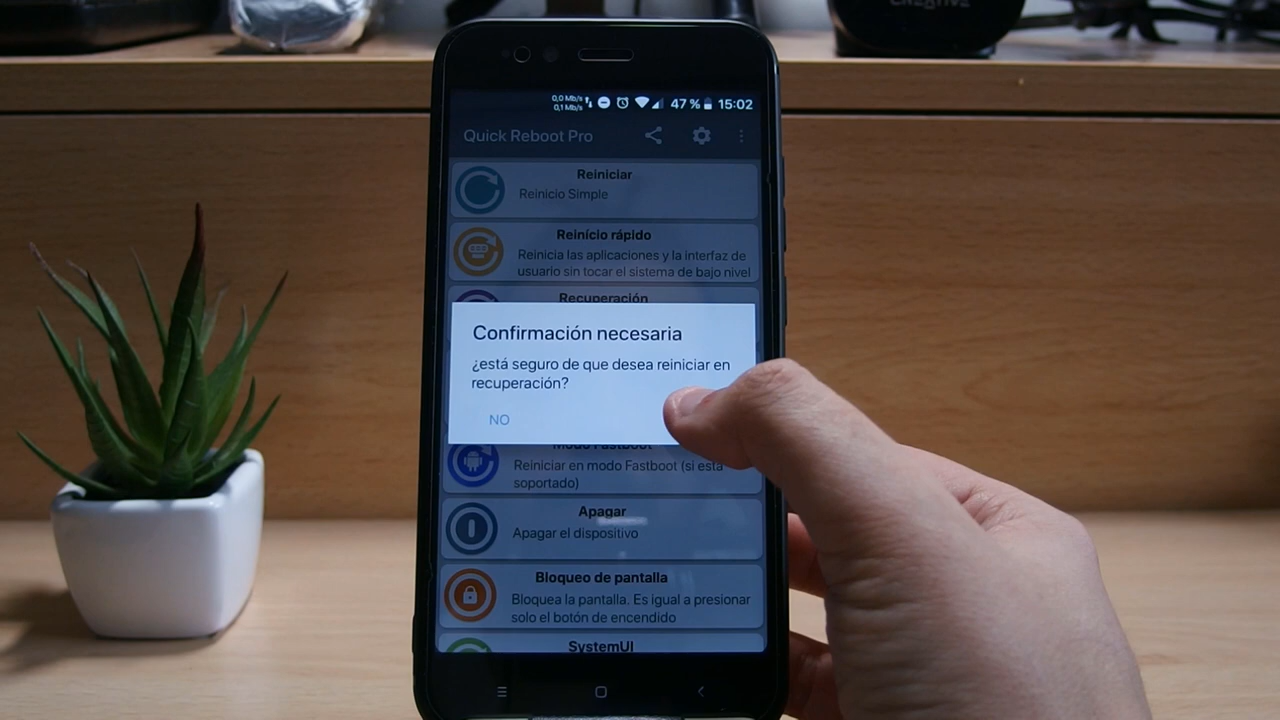 CREATIVE
0,0 Mb/s
0,1 Mb/s
47 % 15:02
Quick Reboot Pro
Reiniciar
Reinicio Simple
Reinício rápido
Reinicia las aplicaciones y la interfaz de
usuario sin tocar el sistema de bajo nivel
Recuperación
Confirmación necesaria
¿está seguro de que desea reiniciar en
recuperación?
NO
Modo Fastboot
Reiniciar en modo Fastboot (si está
soportado)
Apagar
Apagar el dispositivo
Bloqueo de pantalla
Bloquea la pantalla. Es igual a presionar
solo el botón de encendido
SystemUI